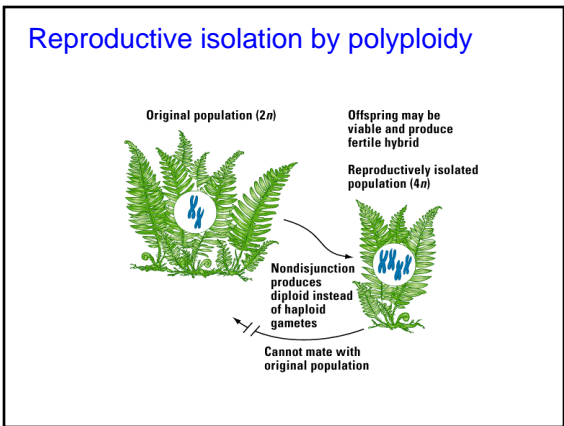 Reproductive isolation by polyploidy
Original population (2n)
Offspring may be
viable and produce
fertile hybrid
Reproductively isolated
population (4n)
Nondisjunction
produces
diploid instead
of haploid
gametes
Cannot mate with
original population